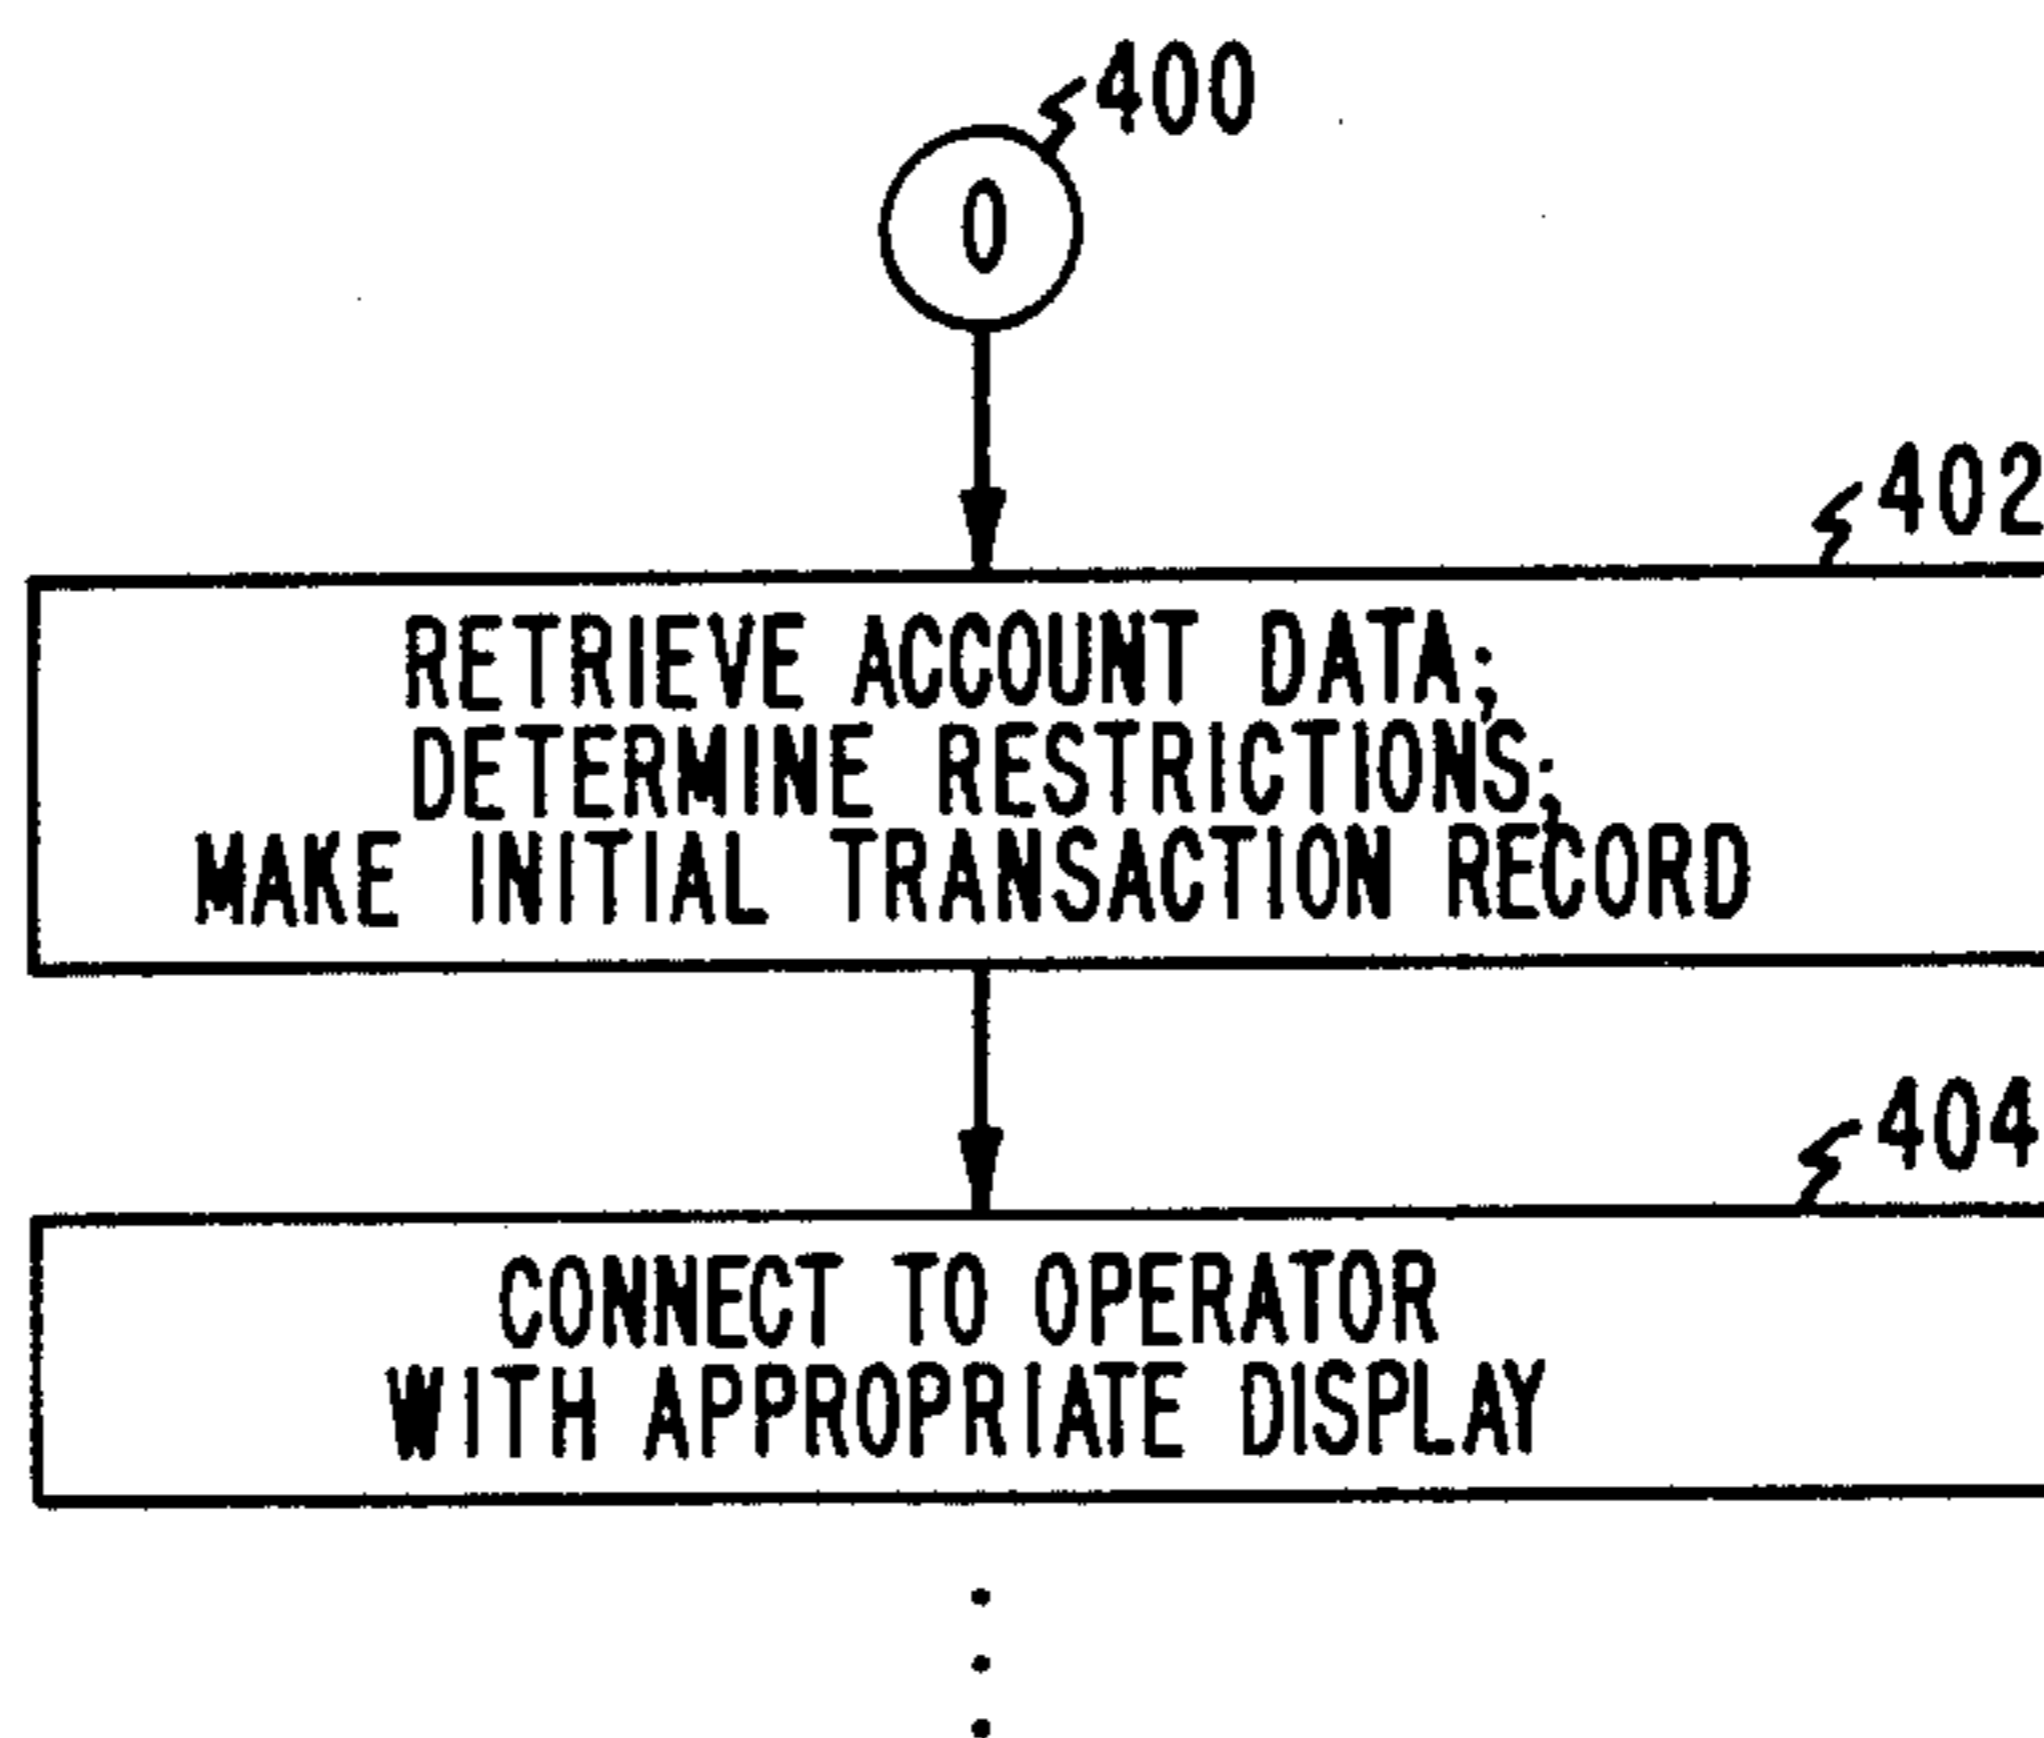 400
0
402
RETRIEVE ACCOUNT DATA;
DETERMINE RESTRICTIONS;
MAKE INITIAL TRANSACTION RECORD
404
CONNECT TO OPERATOR
WITH APPROPRIATE DISPLAY